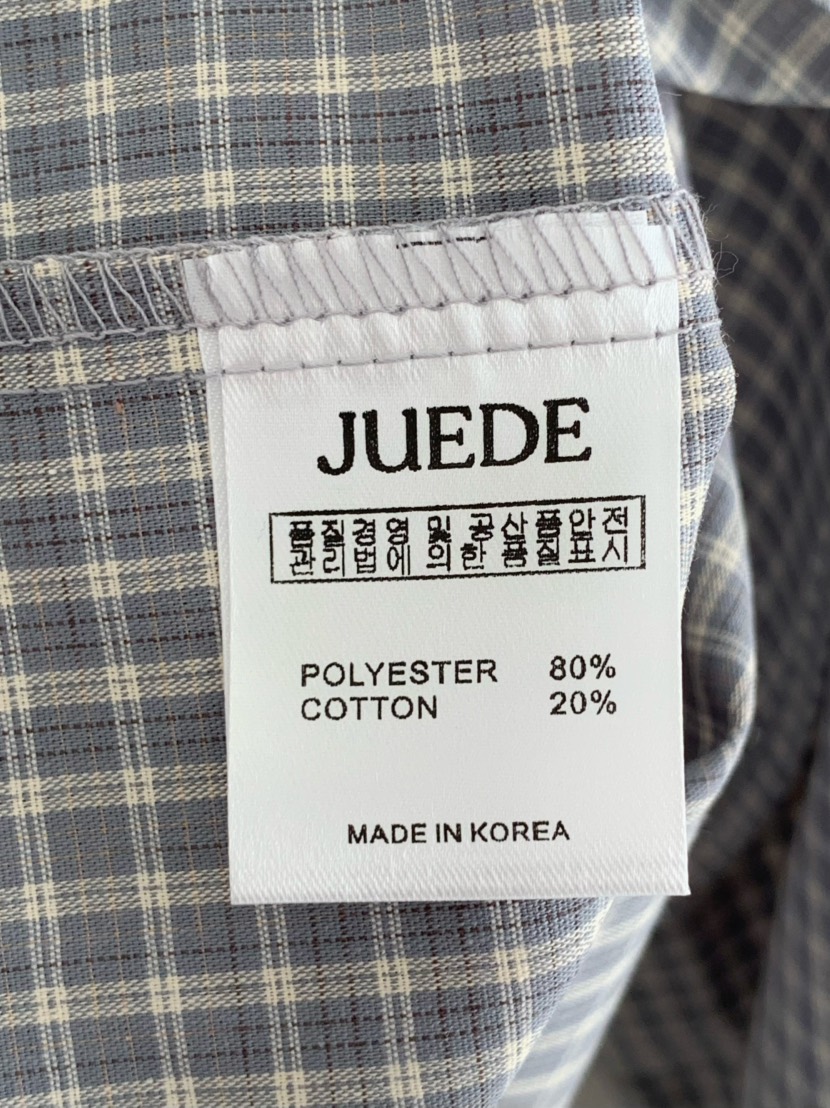 JUEDE
품질경영 및 공산품안전
관리법에 의한 품질표시
POLYESTER 80%
COTTON 20%
MADE IN KOREA